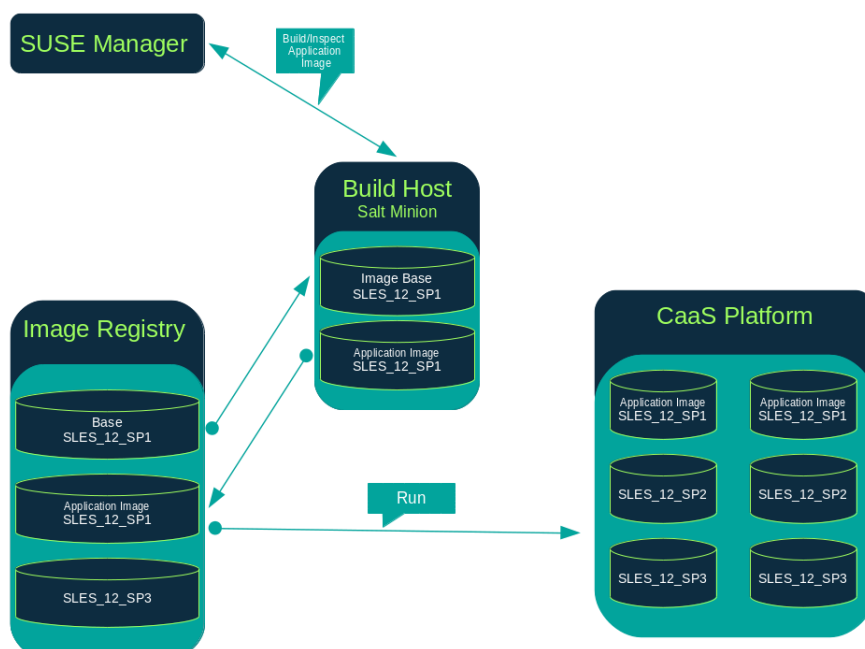 SUSE Manager
Build/Inspect
Application
Image
Build Host
Salt Minion
Image Base
SLES_12_SP1
Application Image
SLES_12_SP1
Image Registry
Base
SLES_12_SP1
Application Image
SLES_12_SP1
SLES_12_SP3
Run
CaaS Platform
Application Image
SLES_12_SP1
Application Image
SLES_12_SP1
SLES_12_SP2
SLES_12_SP2
SLES_12_SP3
SLES_12_SP3